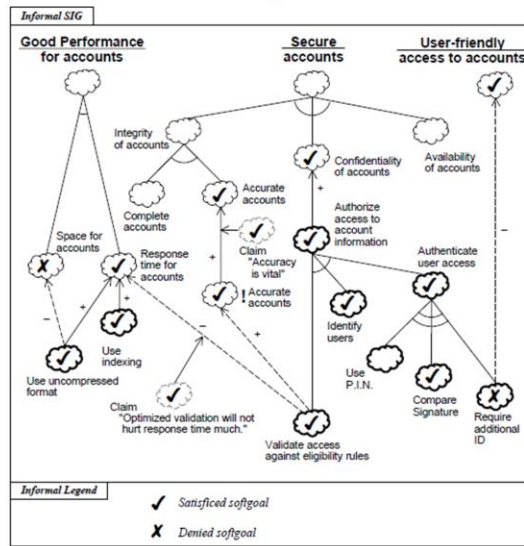 Informal SIG
Good Performance
for accounts
Secure
accounts
User-friendly
access to accounts
Integrity
of accounts
Confidentiality
of accounts
Availability
of accounts
Complete
accounts
Accurate
accounts
Authorize
access to
account
information
Space for
accounts
Response
time for
accounts
Claim
"Accuracy
is vital"
Authenticate
user access
! Accurate
accounts
Identify
users
Use
indexing
Use uncompressed
format
Use
P.I.N.
Compare
Signature
Require
additional
ID
Claim
"Optimized validation will not
hurt response time much."
Validate access
against eligibility rules
Informal Legend
Satisficed softgoal
Denied softgoal